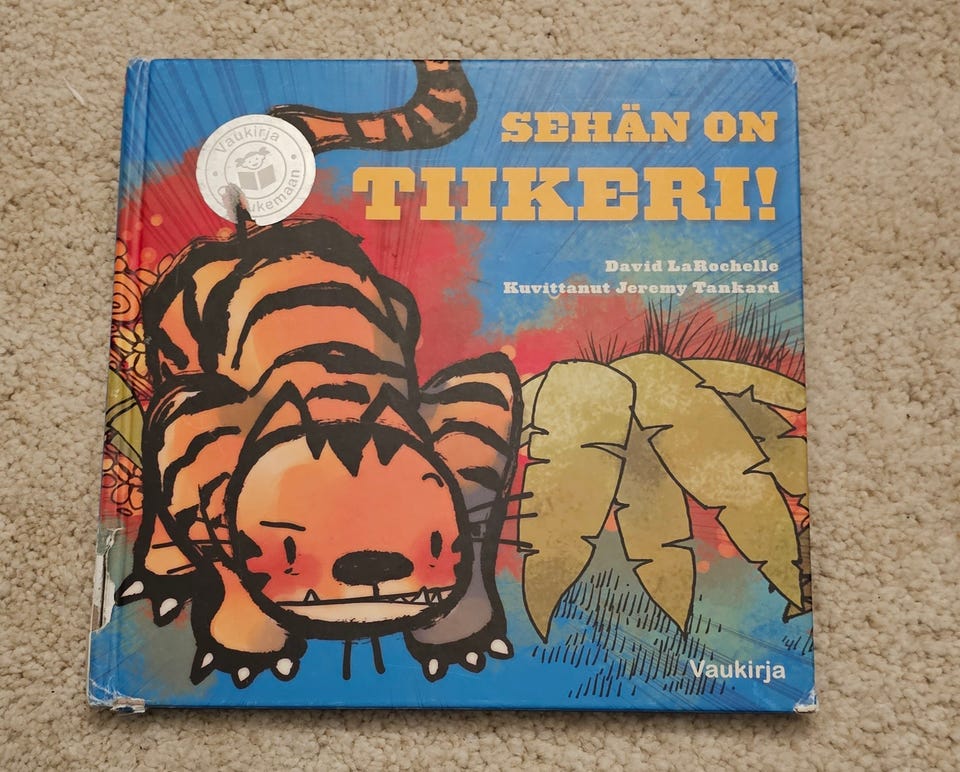 Vaukirja
SEHÄN ON
TIIKERI!
David LaRochelle
Kuvittanut Jeremy Tankard
Vaukirja